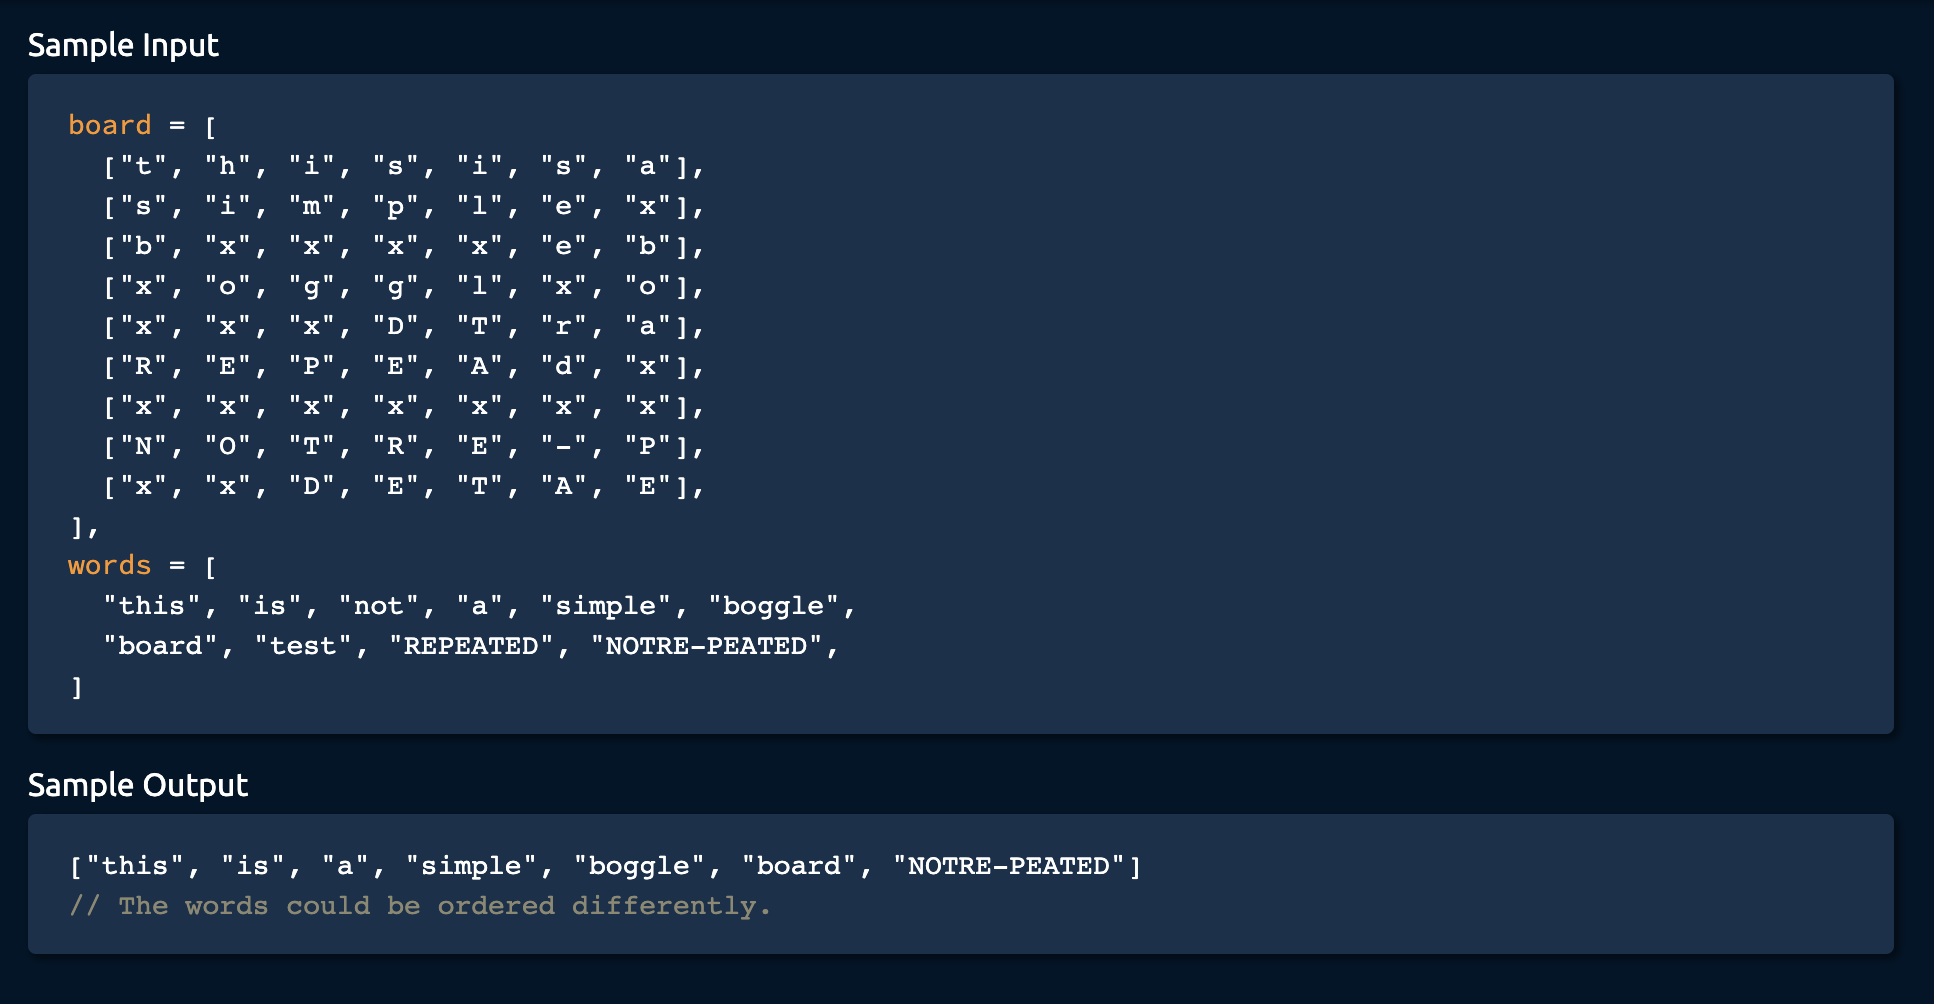 Sample Input
board = [
["t", "h", "i", "s", "i", "s", "a"],
["s", "i", "m", "p", "l", "e", "x"],
["b", "x", "x", "x", "x", "e", "b"],
["x", "o", "g", "g", "l", "x", "o"],
["x", "x", "x", "D", "T", "r", "a"],
["R", "E", "P", "E", "A", "d", "x"],
["x", "x", "x", "x", "x", "x", "x"],
["N", "O", "T", "R", "E", "-", "P"],
["x", "x", "D", "E", "T", "A", "E"],
],
words = [
"this", "is", "not", "a", "simple", "boggle",
"board", "test", "REPEATED", "NOTRE-PEATED",
]
Sample Output
["this", "is", "a", "simple", "boggle", "board", "NOTRE-PEATED"]
// The words could be ordered differently.